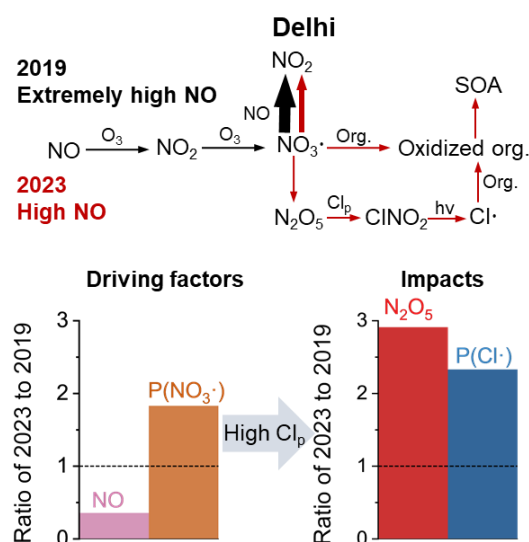 Delhi
2019
Extremely high NO
NO₂
NO
SOA
NO O₃ NO₂ O₃ NO₃· Org. Oxidized org.
2023
High NO
Org.
N₂O₅ Clₚ ClNO₂ hv Cl·
Driving factors
Ratio of 2023 to 2019
3
2
1
0
NO
P(NO₃·)
High Clₚ
Impacts
Ratio of 2023 to 2019
3
2
1
0
N₂O₅
P(Cl·)